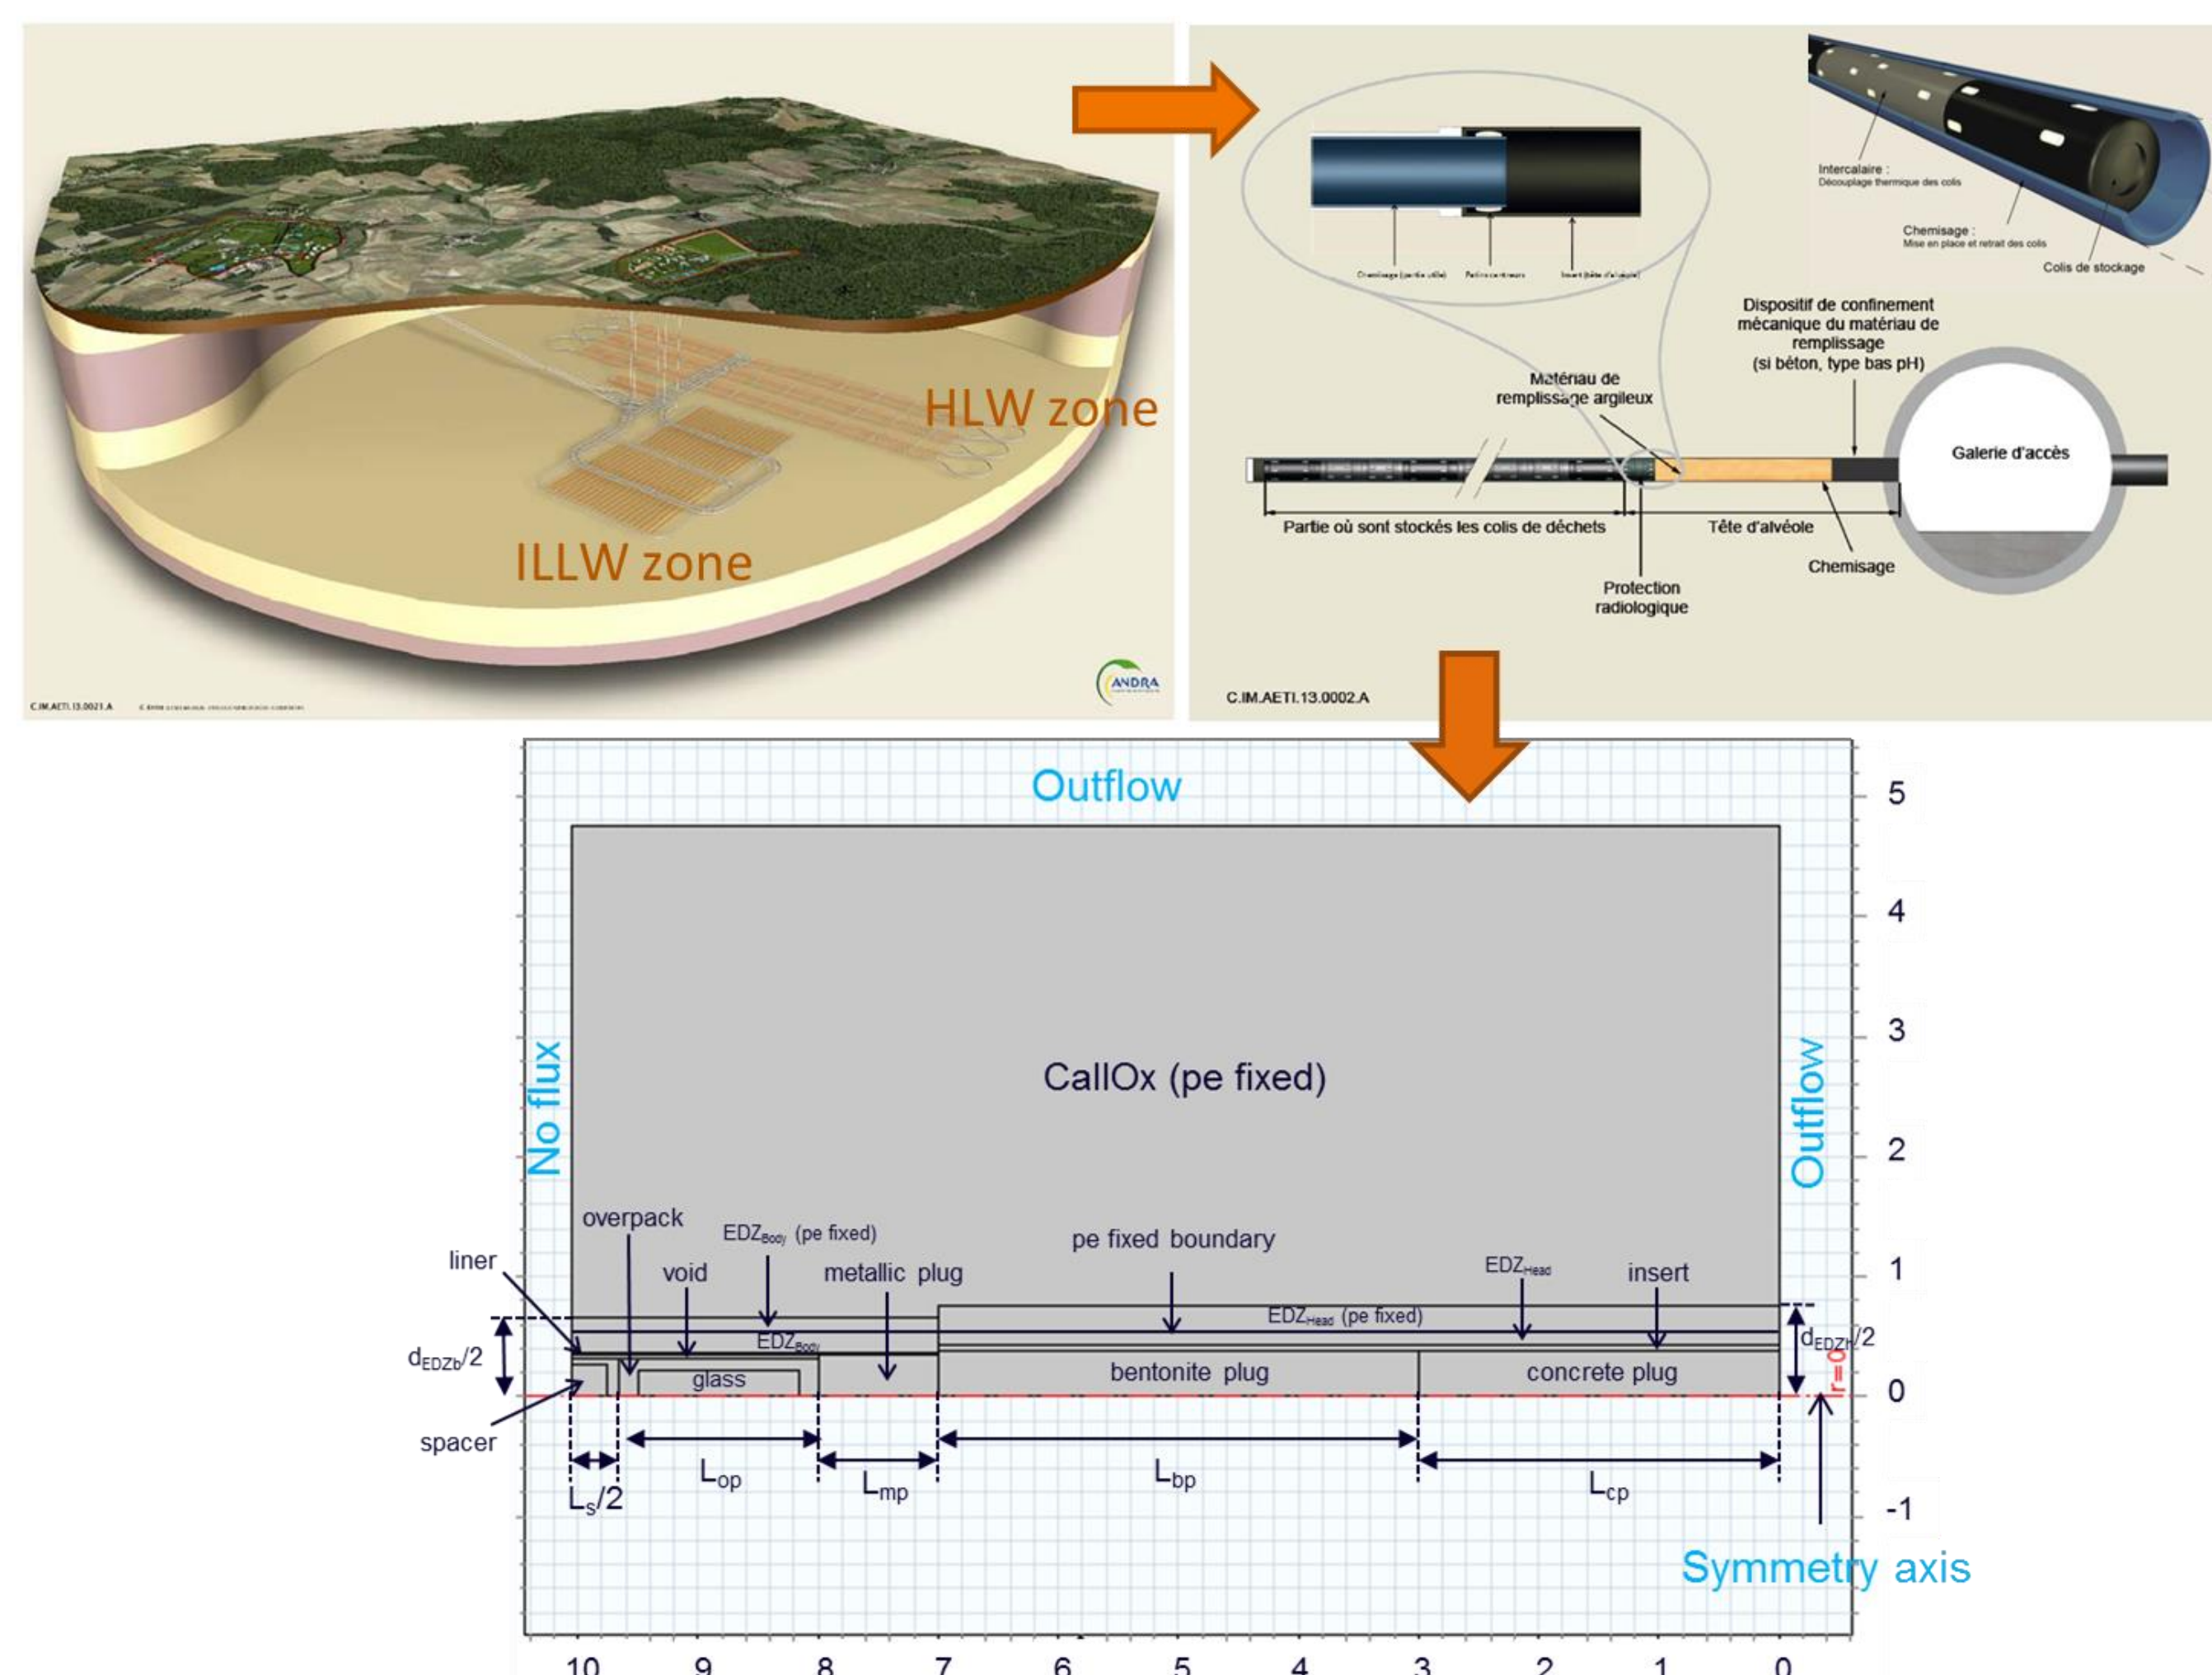 HLW zone
ILLW zone
ANDRA
C.IM.AETI.13.0021.A
Intercalaire :
Découplage thermique des colis
Chemisage :
Mise en place et retrait des colis
Colis de stockage
Chemisage (partie utile)
Insert (tête d'alvéole)
Dispositif de confinement
mécanique du matériau de
remplissage
(si béton, type bas pH)
Matériau de
remplissage argileux
Galerie d'accès
Partie où sont stockés les colis de déchets
Tête d'alvéole
Chemisage
Protection
radiologique
C.IM.AETI.13.0002.A
Outflow
5
4
3
2
1
0
-1
No flux
CallOx (pe fixed)
Outflow
overpack
liner
EDZBody (pe fixed)
void
metallic plug
pe fixed boundary
EDZHead
insert
EDZHead (pe fixed)
EDZBody
dEDZb/2
dEDZh/2
r=0
glass
bentonite plug
concrete plug
spacer
Ls/2
Lop
Lmp
Lbp
Lcp
Symmetry axis
10 9 8 7 6 5 4 3 2 1 0